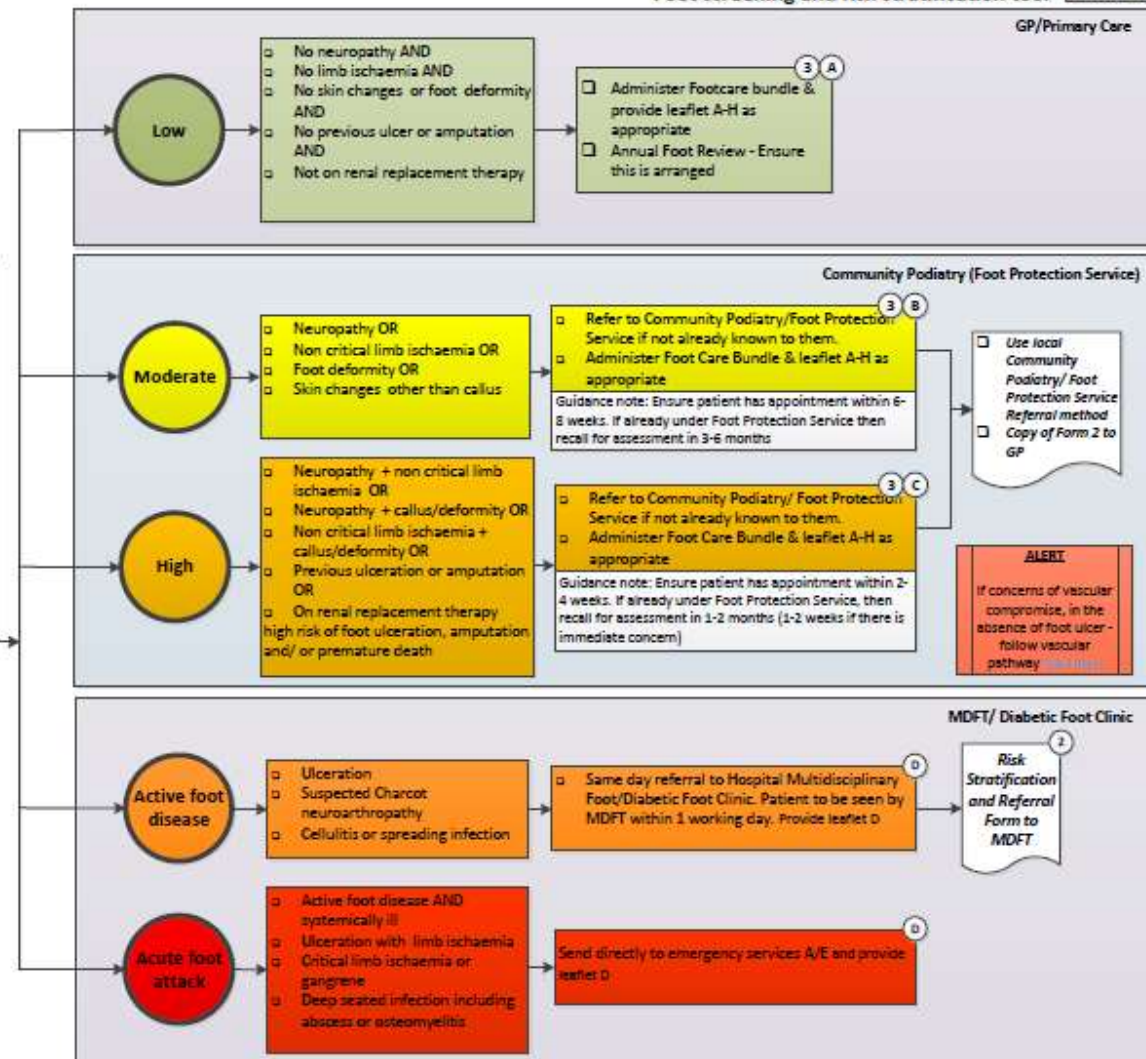 GP/Primary Care
Low
No neuropathy AND
No limb ischaemia AND
No skin changes or foot deformity
AND
No previous ulcer or amputation
AND
Not on renal replacement therapy
3 A
Administer Footcare bundle &
provide leaflet A-H as
appropriate
Annual Foot Review - Ensure
this is arranged
Community Podiatry (Foot Protection Service)
Moderate
Neuropathy OR
Non critical limb ischaemia OR
Foot deformity OR
Skin changes other than callus
3 B
Refer to Community Podiatry/Foot Protection
Service if not already known to them.
Administer Foot Care Bundle & leaflet A-H as
appropriate
Guidance note: Ensure patient has appointment within 6-
8 weeks. If already under Foot Protection Service then
recall for assessment in 3-6 months
Use local
Community
Podiatry/ Foot
Protection Service
Referral method
Copy of Form 2 to
GP
High
Neuropathy + non critical limb
ischaemia OR
Neuropathy + callus/deformity OR
Non critical limb ischaemia +
callus/deformity OR
Previous ulceration or amputation
OR
On renal replacement therapy
high risk of foot ulceration, amputation
and/ or premature death
3 C
Refer to Community Podiatry/ Foot Protection
Service if not already known to them.
Administer Foot Care Bundle & leaflet A-H as
appropriate
Guidance note: Ensure patient has appointment within 2-
4 weeks. If already under Foot Protection Service, then
recall for assessment in 1-2 months (1-2 weeks if there is
immediate concern)
ALERT
If concerns of vascular
compromise, in the
absence of foot ulcer -
follow vascular
pathway
MDFT/ Diabetic Foot Clinic
Active foot
disease
Ulceration
Suspected Charcot
neuroarthropathy
Cellulitis or spreading infection
D
Same day referral to Hospital Multidisciplinary
Foot/Diabetic Foot Clinic. Patient to be seen by
MDFT within 1 working day. Provide leaflet D
2
Risk
Stratification
and Referral
Form to
MDFT
Acute foot
attack
Active foot disease AND
systemically ill
Ulceration with limb ischaemia
Critical limb ischaemia or
gangrene
Deep seated infection including
abscess or osteomyelitis
D
Send directly to emergency services A/E and provide
leaflet D